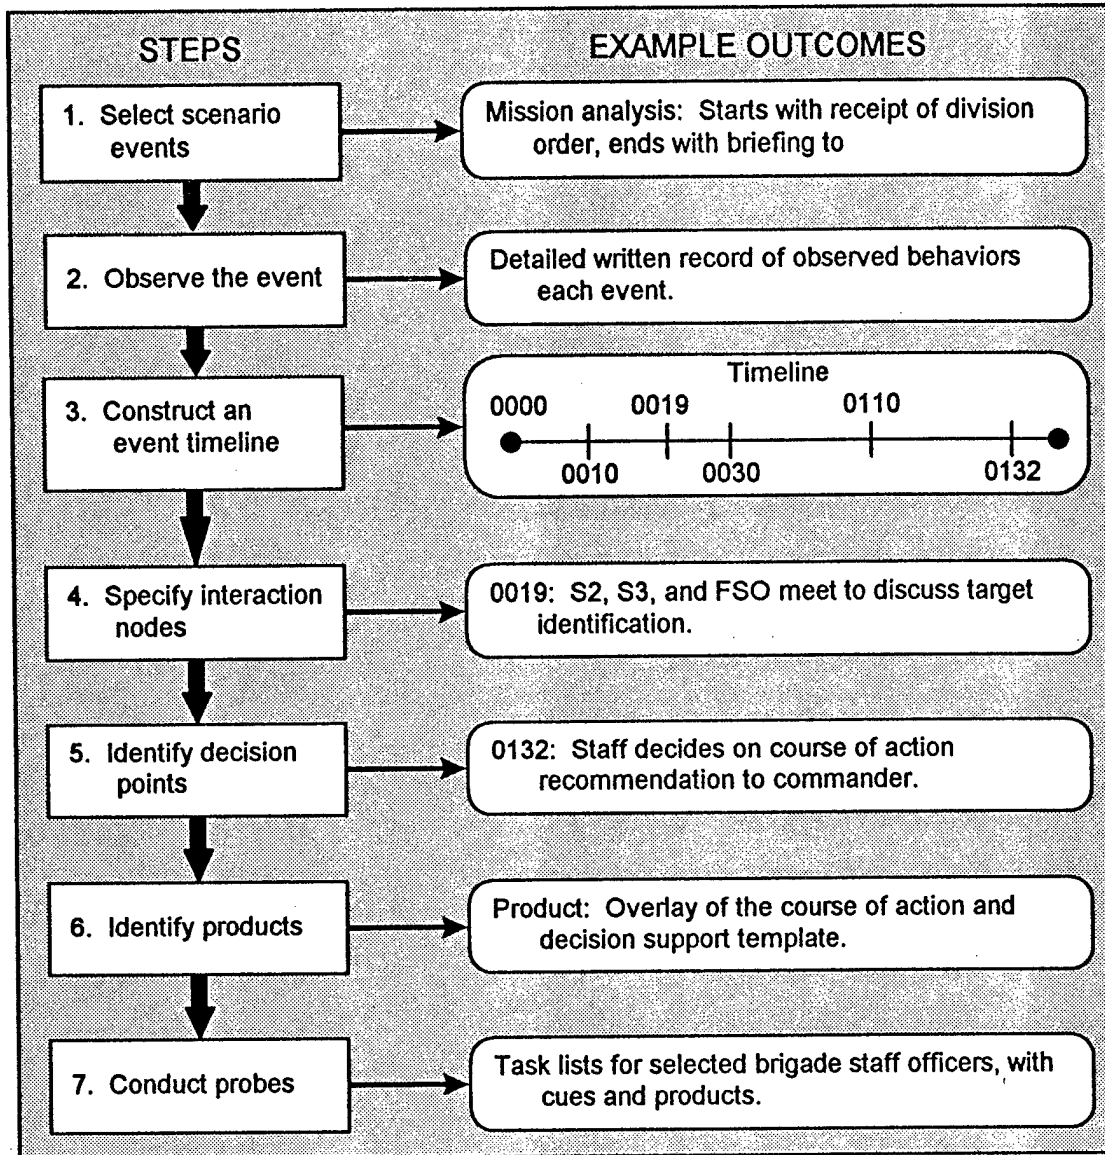 STEPS
EXAMPLE OUTCOMES
1. Select scenario
events
Mission analysis: Starts with receipt of division
order, ends with briefing to
2. Observe the event
Detailed written record of observed behaviors
each event.
3. Construct an
event timeline
Timeline
0000 0019 0110
0010 0030 0132
4. Specify interaction
nodes
0019: S2, S3, and FSO meet to discuss target
identification.
5. Identify decision
points
0132: Staff decides on course of action
recommendation to commander.
6. Identify products
Product: Overlay of the course of action and
decision support template.
7. Conduct probes
Task lists for selected brigade staff officers, with
cues and products.